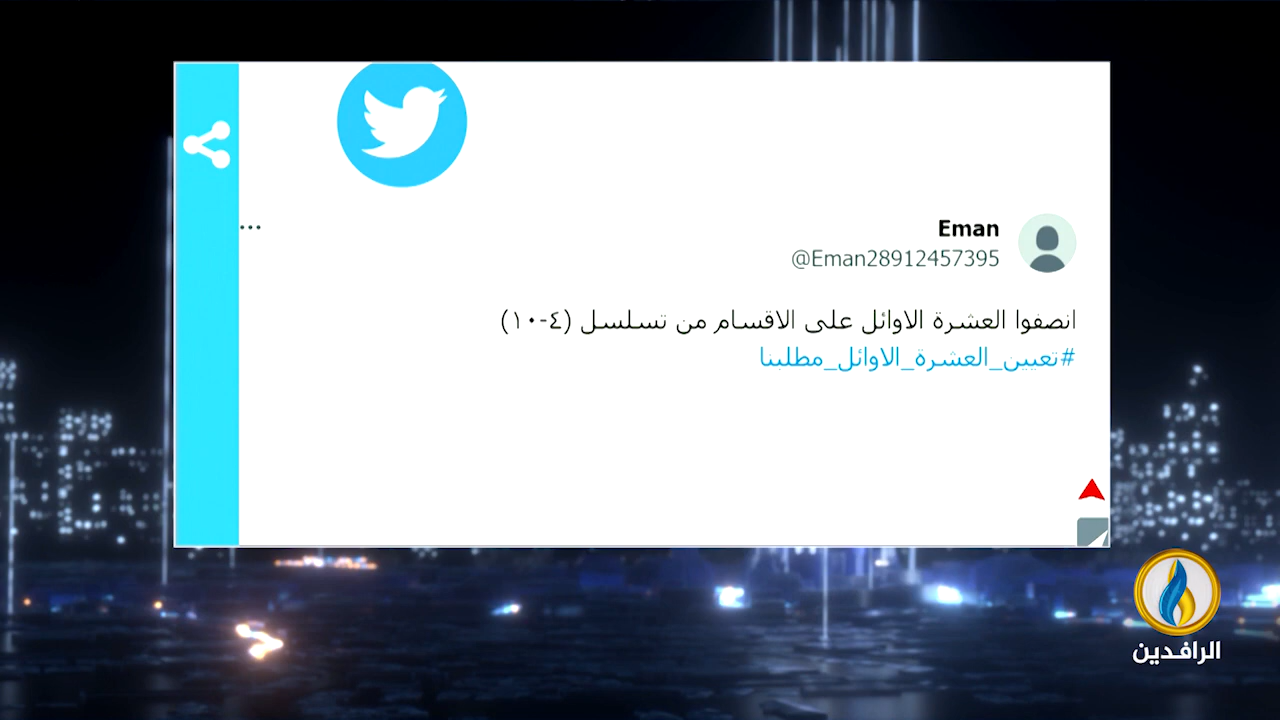 Eman
@Eman28912457395
انصفوا العشرة الاوائل على الاقسام من تسلسل (٤-١٠)
#تعيين_العشرة_الاوائل_مطلبنا
الرافدين